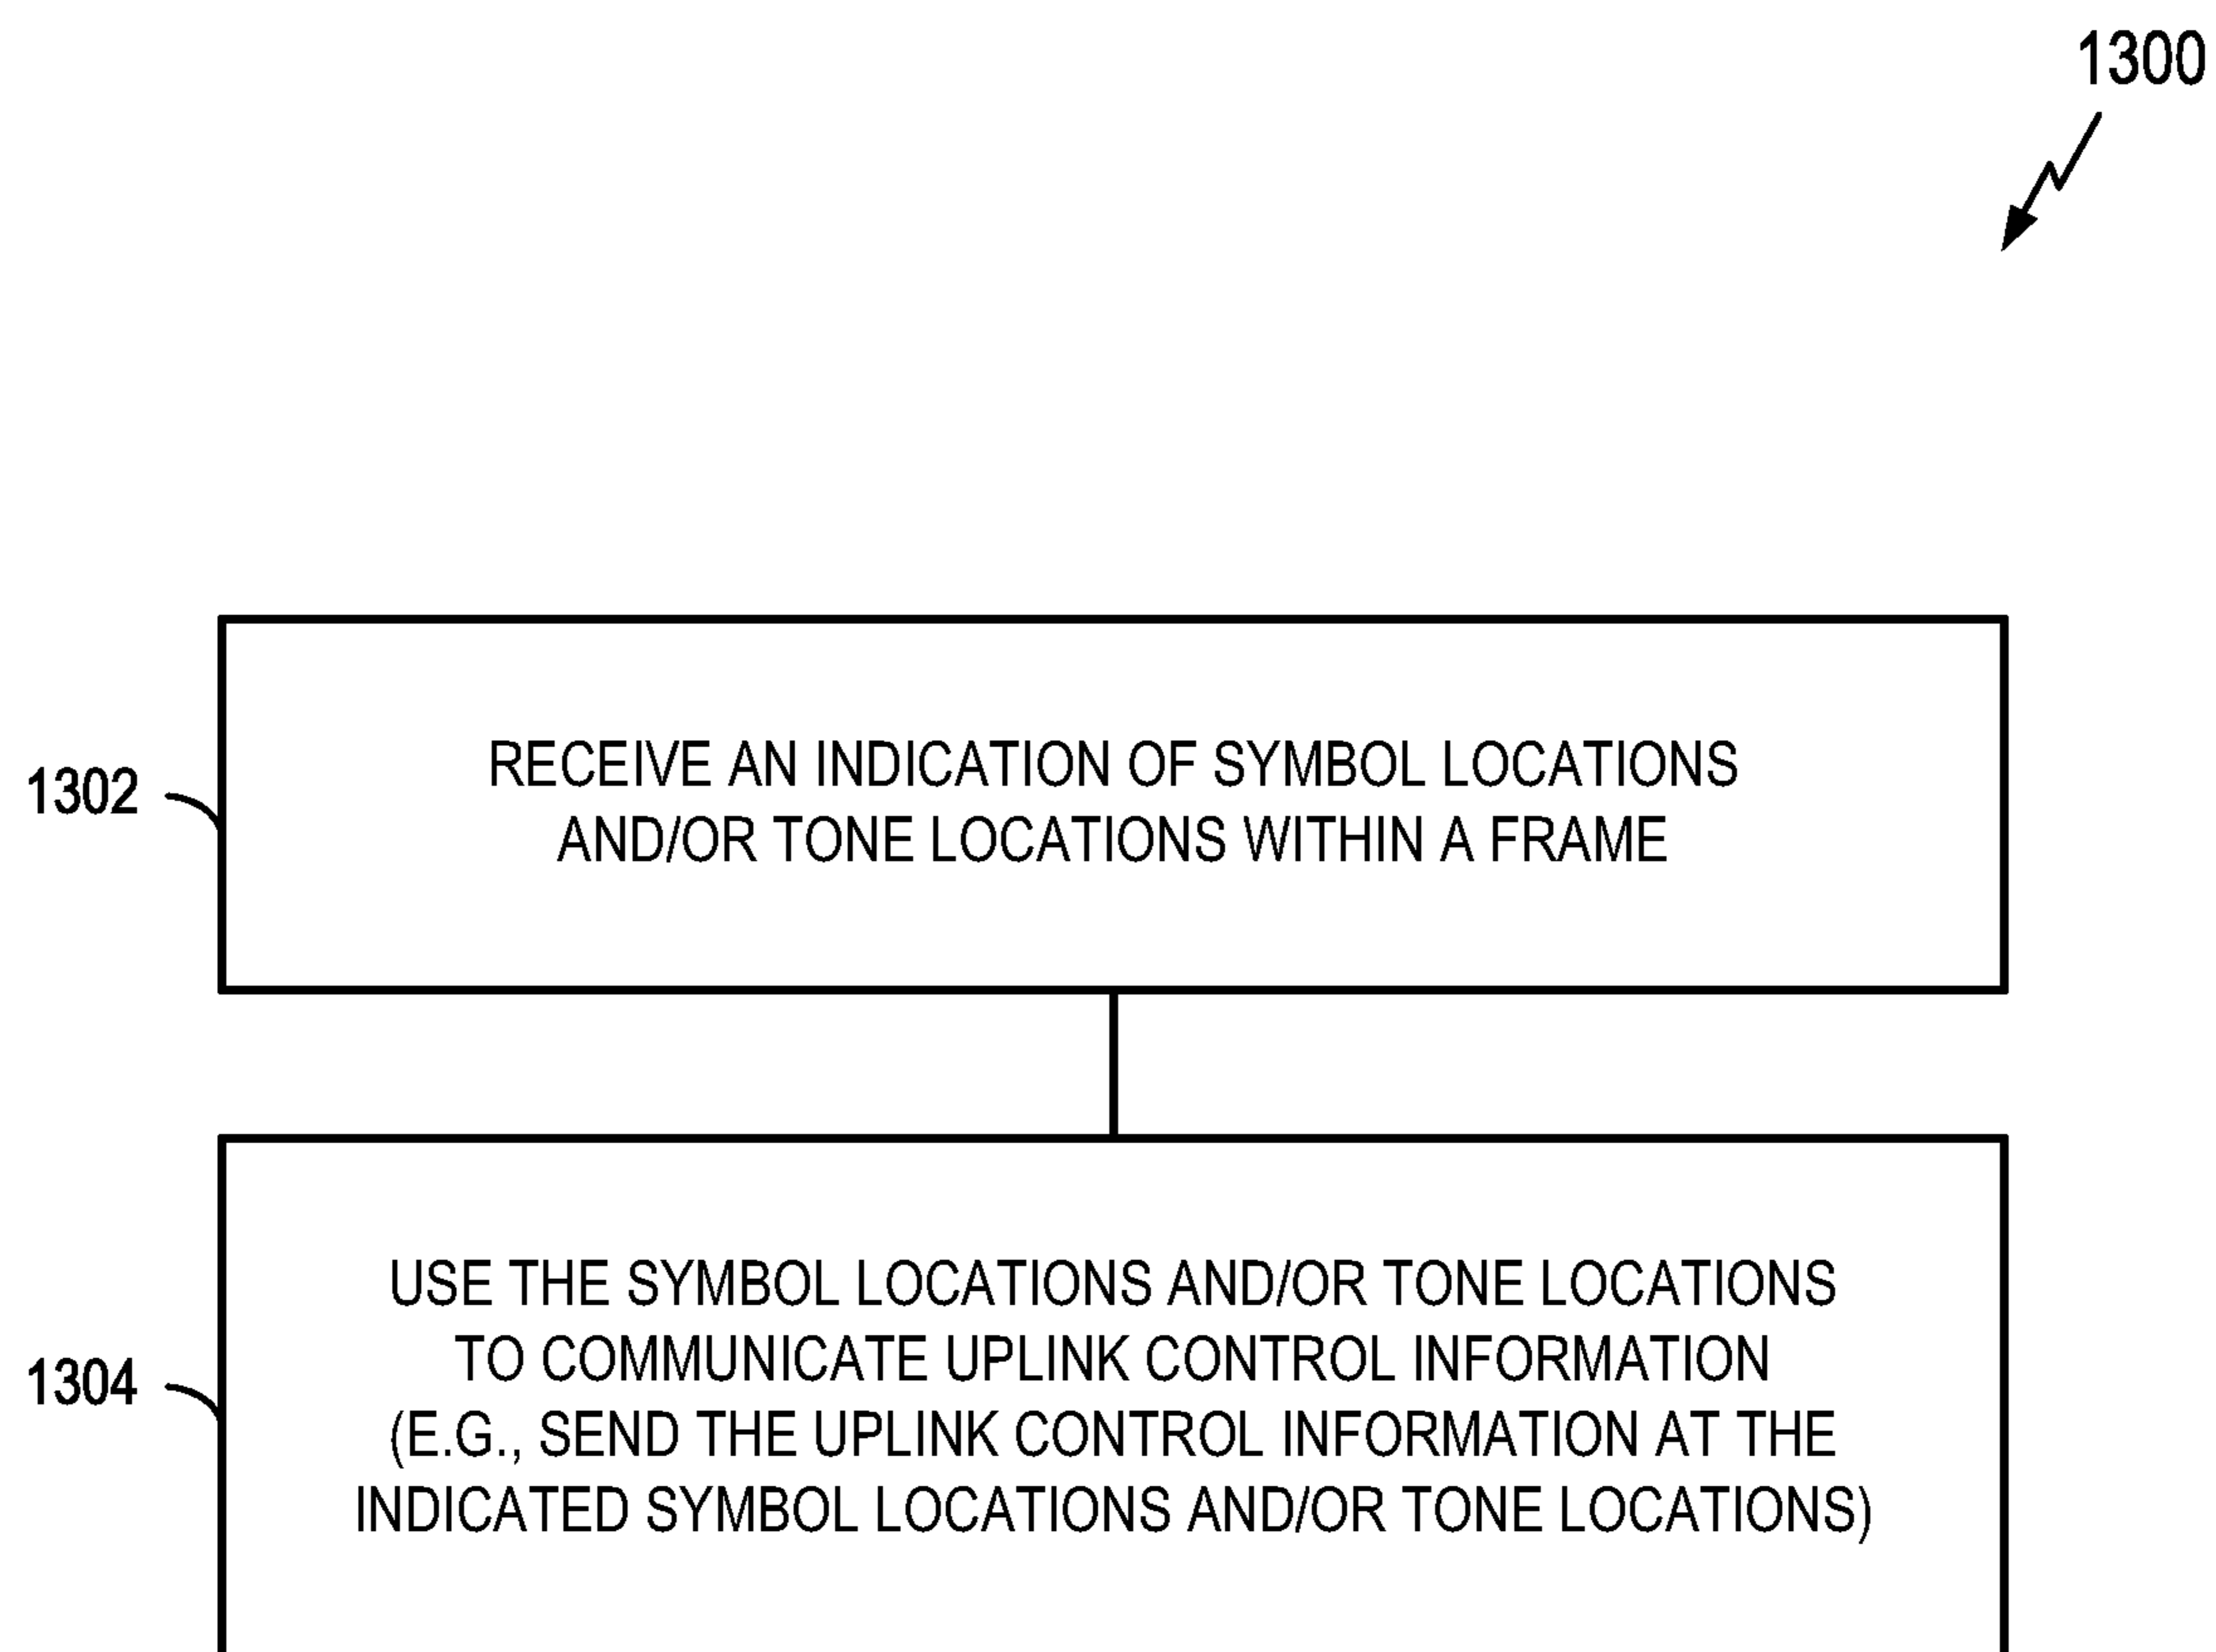 1300
1302
RECEIVE AN INDICATION OF SYMBOL LOCATIONS
AND/OR TONE LOCATIONS WITHIN A FRAME
1304
USE THE SYMBOL LOCATIONS AND/OR TONE LOCATIONS
TO COMMUNICATE UPLINK CONTROL INFORMATION
(E.G., SEND THE UPLINK CONTROL INFORMATION AT THE
INDICATED SYMBOL LOCATIONS AND/OR TONE LOCATIONS)